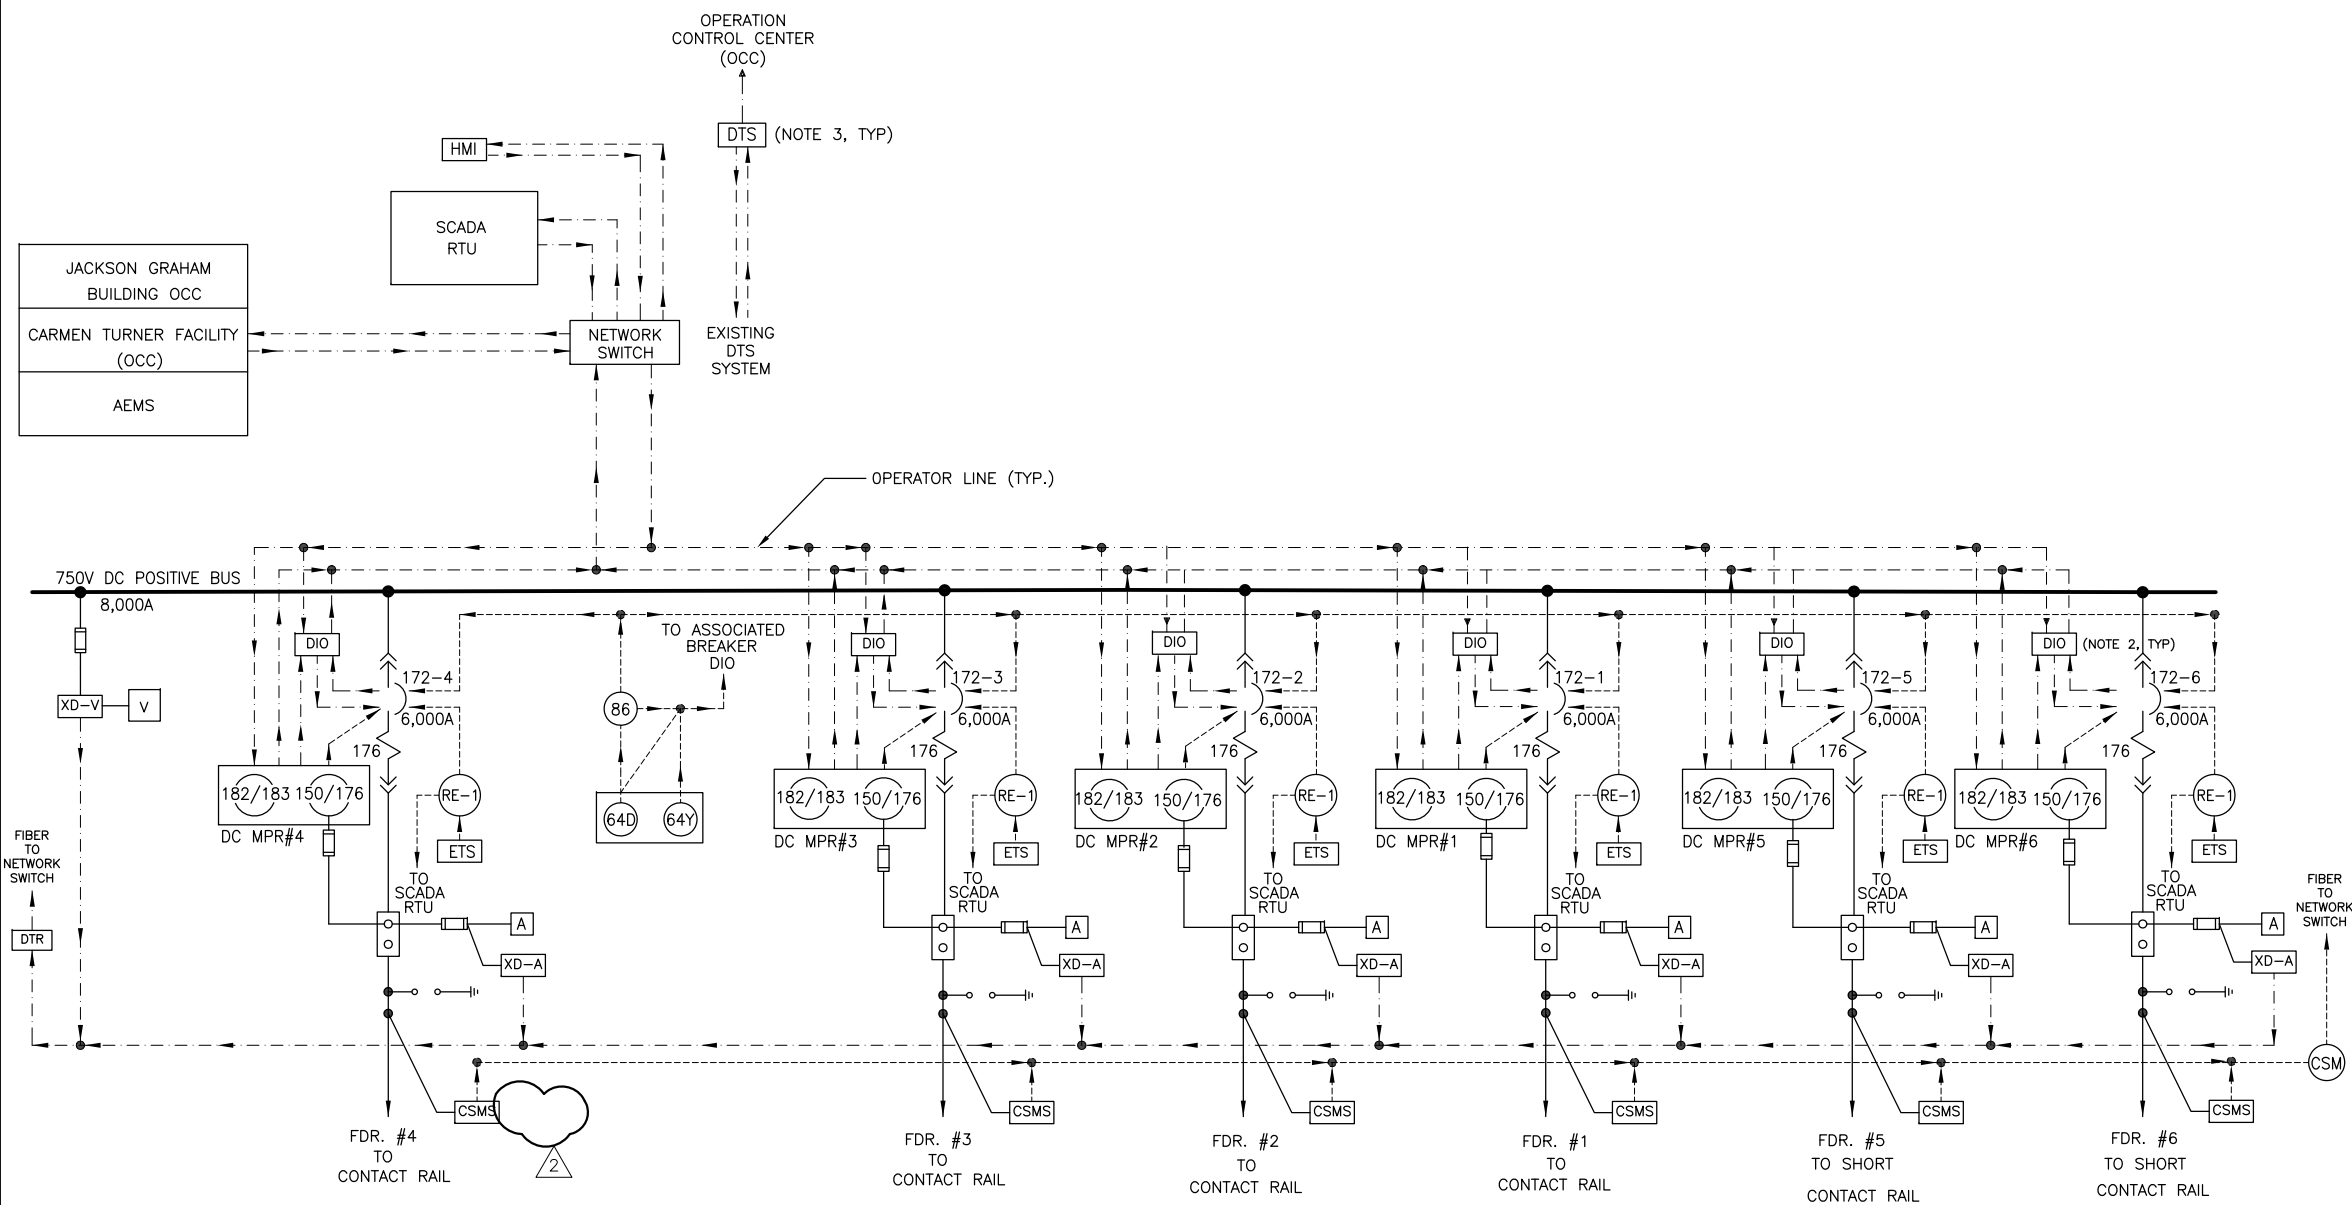 OPERATION
CONTROL CENTER
(OCC)
DTS (NOTE 3, TYP)
HMI
SCADA
RTU
JACKSON GRAHAM
BUILDING OCC
CARMEN TURNER FACILITY
(OCC)
AEMS
NETWORK
SWITCH
EXISTING
DTS
SYSTEM
OPERATOR LINE (TYP.)
750V DC POSITIVE BUS
8,000A
XD-V
V
FIBER
TO
NETWORK
SWITCH
DTR
DIO
172-4
6,000A
176
182/183
150/176
DC MPR#4
RE-1
ETS
TO
SCADA
RTU
A
XD-A
CSMS
2
FDR. #4
TO
CONTACT RAIL
TO ASSOCIATED
BREAKER
DIO
86
64D
64Y
DIO
172-3
6,000A
176
182/183
150/176
DC MPR#3
RE-1
ETS
TO
SCADA
RTU
A
XD-A
CSMS
FDR. #3
TO
CONTACT RAIL
DIO
172-2
6,000A
176
182/183
150/176
DC MPR#2
RE-1
ETS
TO
SCADA
RTU
A
XD-A
CSMS
FDR. #2
TO
CONTACT RAIL
DIO
172-1
6,000A
176
182/183
150/176
DC MPR#1
RE-1
ETS
TO
SCADA
RTU
A
XD-A
CSMS
FDR. #1
TO
CONTACT RAIL
DIO
172-5
6,000A
176
182/183
150/176
DC MPR#5
RE-1
ETS
TO
SCADA
RTU
A
XD-A
CSMS
FDR. #5
TO SHORT
CONTACT RAIL
DIO
(NOTE 2, TYP)
172-6
6,000A
176
182/183
150/176
DC MPR#6
RE-1
ETS
TO
SCADA
RTU
A
XD-A
CSMS
FDR. #6
TO SHORT
CONTACT RAIL
FIBER
TO
NETWORK
SWITCH
CSM